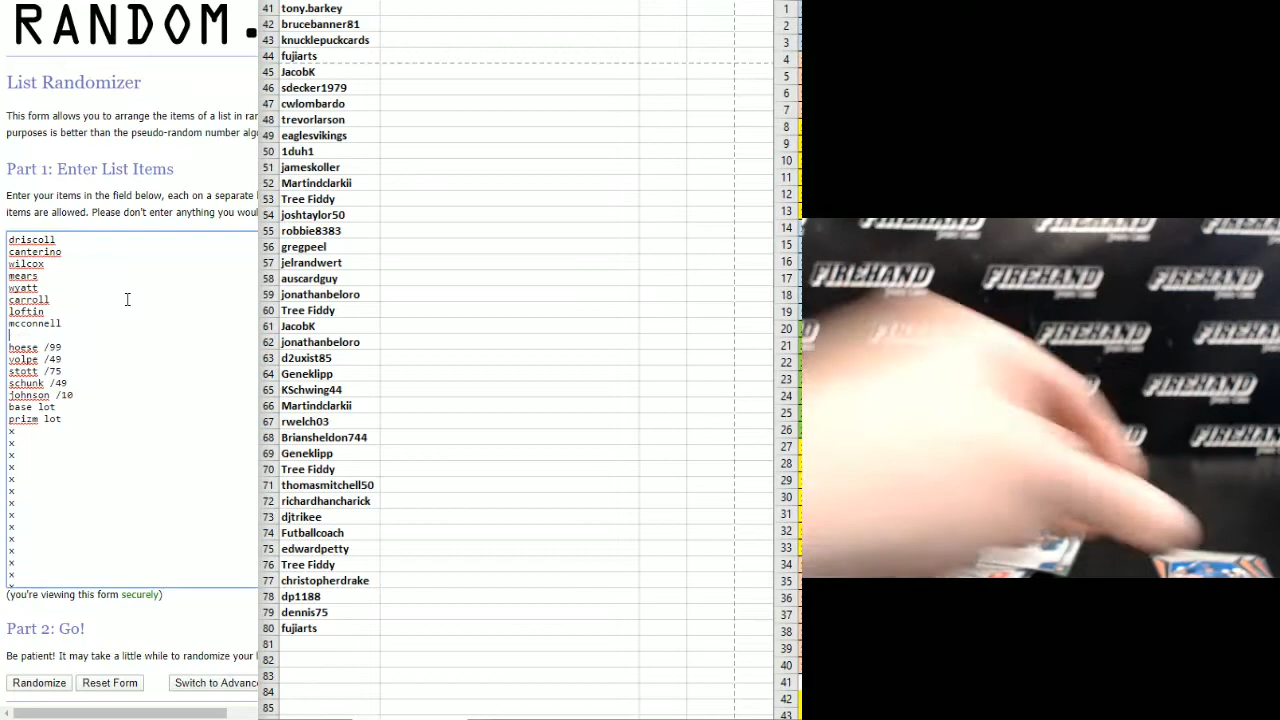 RANDOM.
List Randomizer
This form allows you to arrange the items of a list in ran
purposes is better than the pseudo-random number algo
Part 1: Enter List Items
Enter your items in the field below, each on a separate l
items are allowed. Please don't enter anything you woul
driscoll
canterino
wilcox
mears
wyatt
carroll
loftin
mcconnell
hoese /99
volpe /49
stott /75
schunk /49
johnson /10
base lot
prizm lot
x
x
x
x
x
x
x
x
x
x
x
x
x
x
(you're viewing this form securely)
Part 2: Go!
Be patient! It may take a little while to randomize your l
Randomize Reset Form Switch to Advanc
41 tony.barkey
42 brucebanner81
43 knucklepuckcards
44 fujiarts
45 JacobK
46 sdecker1979
47 cwlombardo
48 trevorlarson
49 eaglesvikings
50 1duh1
51 jameskoller
52 Martindclarkii
53 Tree Fiddy
54 joshtaylor50
55 robbie8383
56 gregpeel
57 jelrandwert
58 auscardguy
59 jonathanbeloro
60 Tree Fiddy
61 JacobK
62 jonathanbeloro
63 d2uxist85
64 Geneklipp
65 KSchwing44
66 Martindclarkii
67 rwelch03
68 Briansheldon744
69 Geneklipp
70 Tree Fiddy
71 thomasmitchell50
72 richardhancharick
73 djtrikee
74 Futballcoach
75 edwardpetty
76 Tree Fiddy
77 christopherdrake
78 dp1188
79 dennis75
80 fujiarts
81
82
83
84
85
1
2
3
4
5
6
7
8
9
10
11
12
13
14
15
16
17
18
19
20
21
22
23
24
25
26
27
28
29
30
31
32
33
34
35
36
37
38
39
40
41
42
43
FIREHAND FIREHAND FIREHAND
FIREHAND
FIREHAND
FIREHAND
FIREHAND